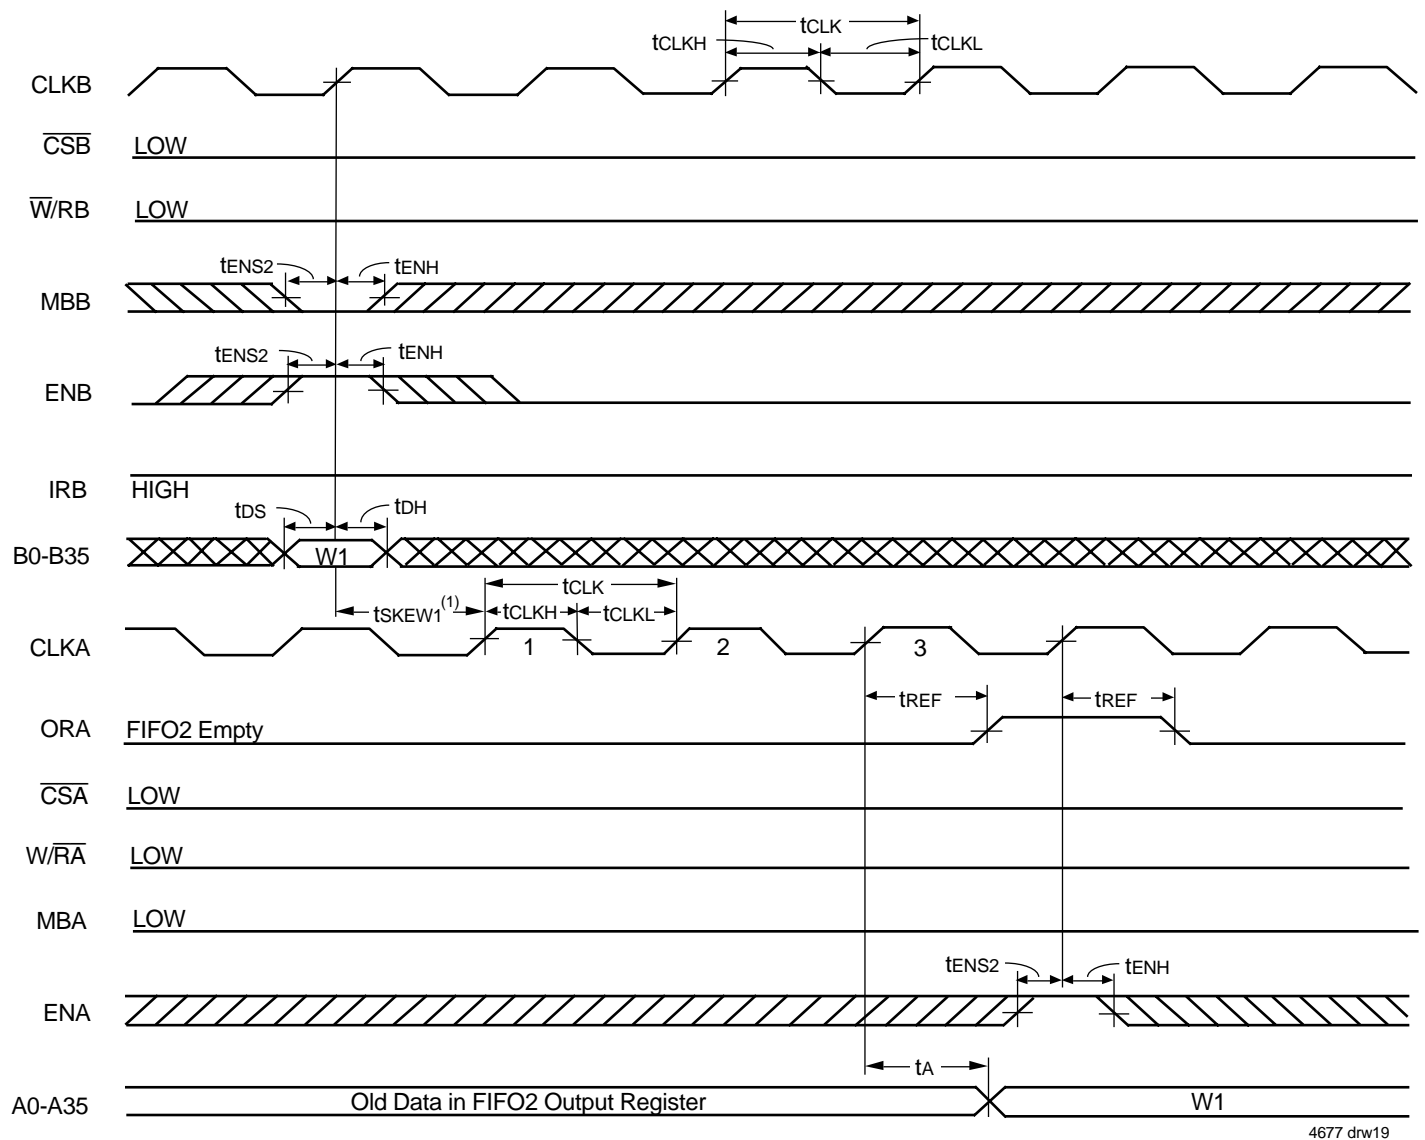 tCLK
tCLKH
tCLKL
CLKB
CSB LOW
W/RB LOW
tENS2 tENH
MBB
tENS2 tENH
ENB
IRB HIGH
tDS tDH
B0-B35 W1
tCLK
tSKEW1(1) tCLKH tCLKL
CLKA 1 2 3
tREF tREF
ORA FIFO2 Empty
CSA LOW
W/RA LOW
MBA LOW
tENS2 tENH
ENA
tA
A0-A35 Old Data in FIFO2 Output Register W1
4677 drw19